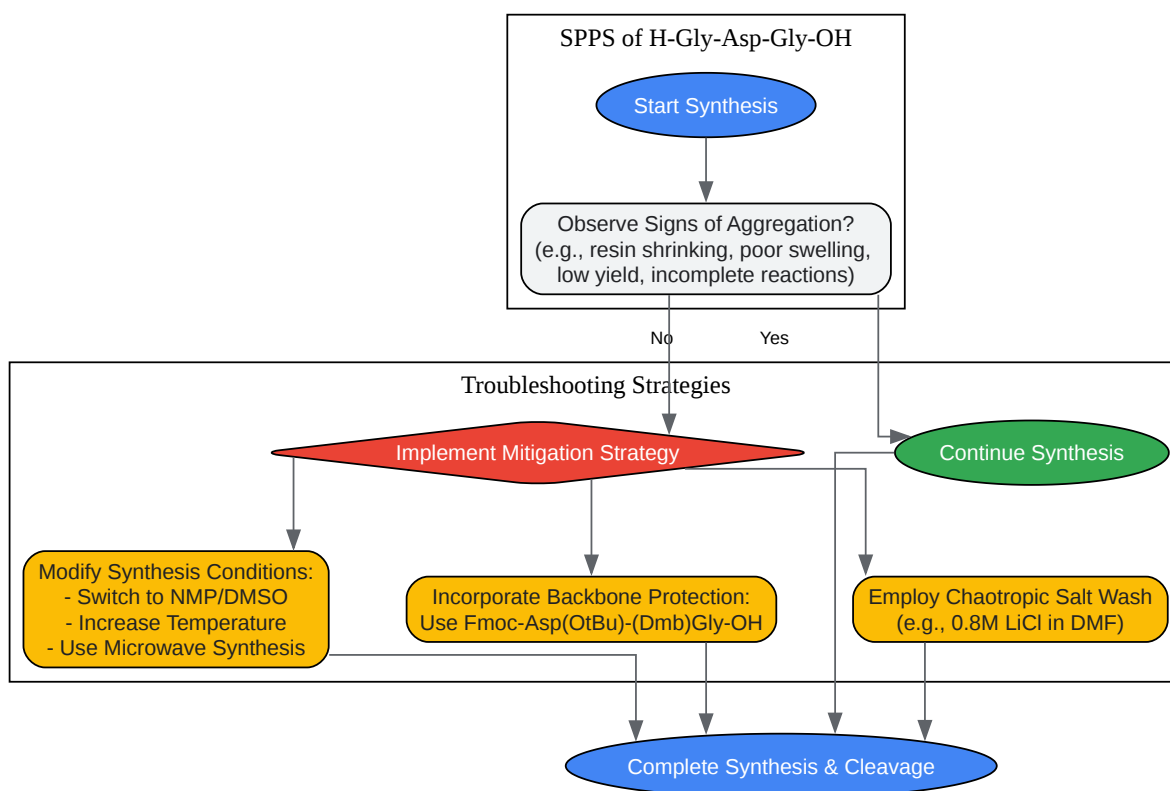 SPPS of H-Gly-Asp-Gly-OH
Start Synthesis
Observe Signs of Aggregation?
(e.g., resin shrinking, poor swelling,
low yield, incomplete reactions)
No
Yes
Troubleshooting Strategies
Implement Mitigation Strategy
Continue Synthesis
Modify Synthesis Conditions:
- Switch to NMP/DMSO
- Increase Temperature
- Use Microwave Synthesis
Incorporate Backbone Protection:
Use Fmoc-Asp(OtBu)-(Dmb)Gly-OH
Employ Chaotropic Salt Wash
(e.g., 0.8M LiCl in DMF)
Complete Synthesis & Cleavage